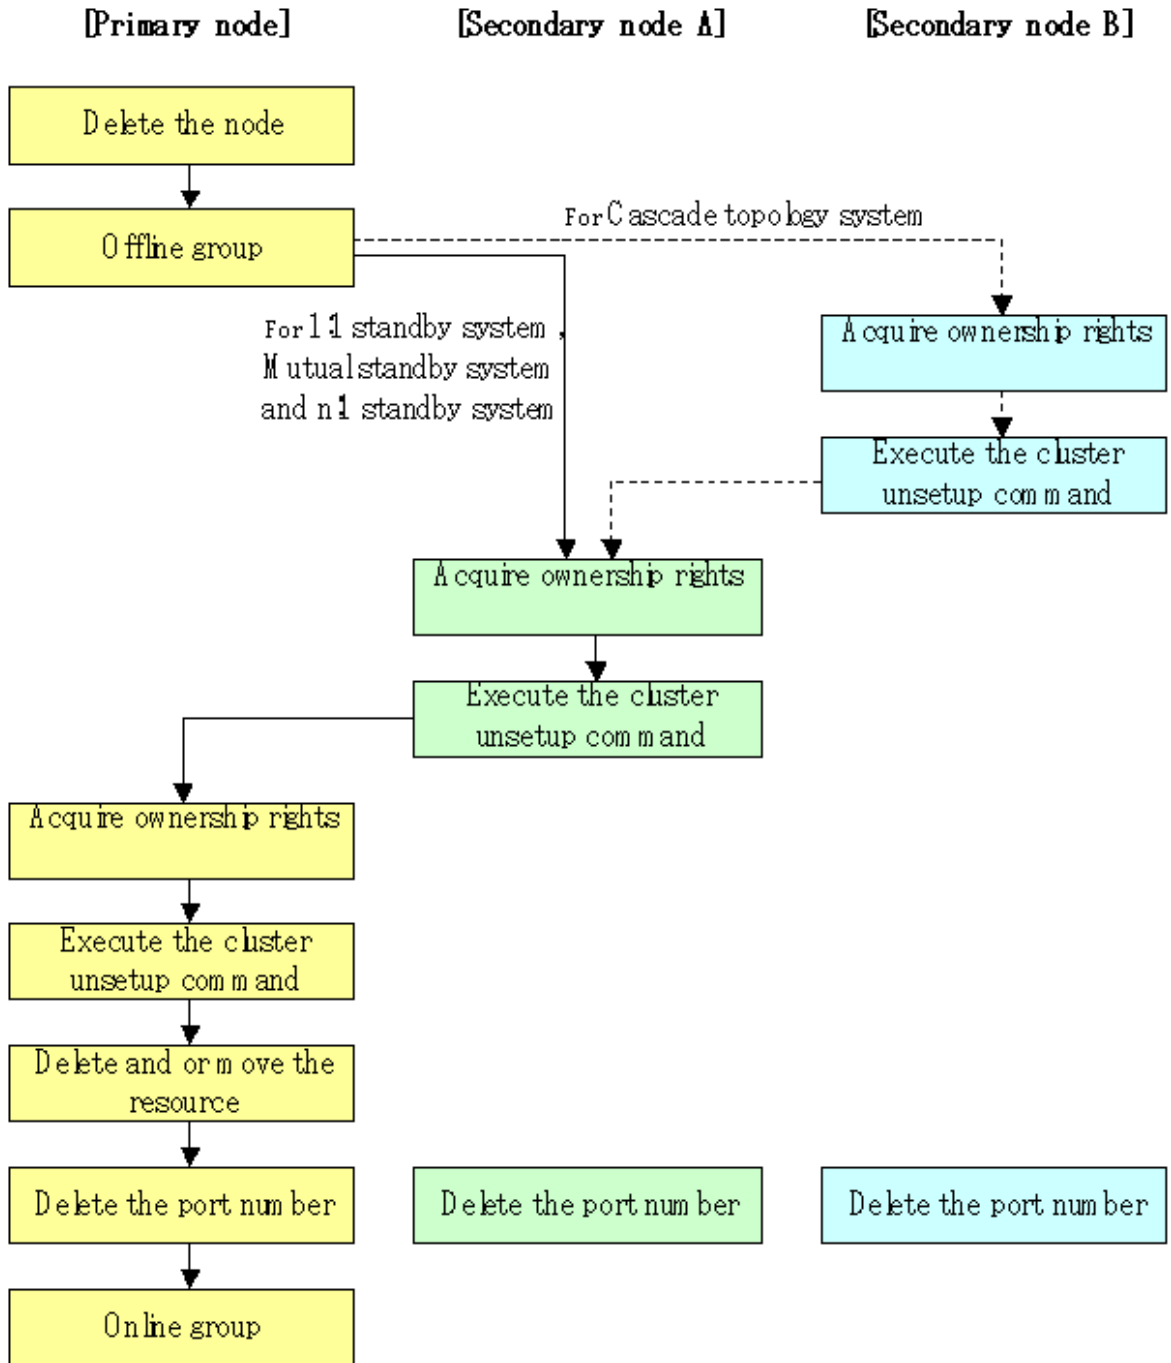 [Primary node] [Secondary node A] [Secondary node B]
Delete the node
Offline group
For Cascade topology system
For 1:1 standby system,
Mutual standby system
and n:1 standby system
Acquire ownership rights
Execute the cluster
unsetup command
Acquire ownership rights
Execute the cluster
unsetup command
Acquire ownership rights
Execute the cluster
unsetup command
Delete and or move the
resource
Delete the port number
Delete the port number
Delete the port number
Online group